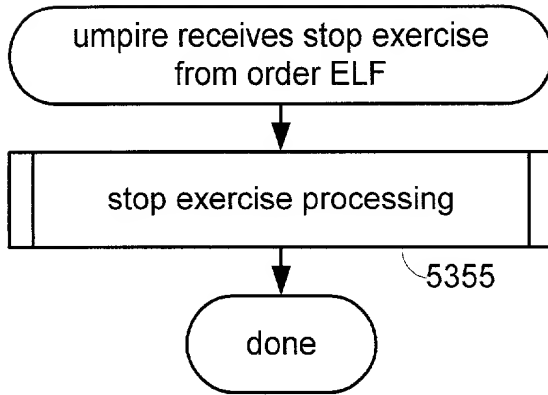 umpire receives stop exercise
from order ELF
stop exercise processing
5355
done